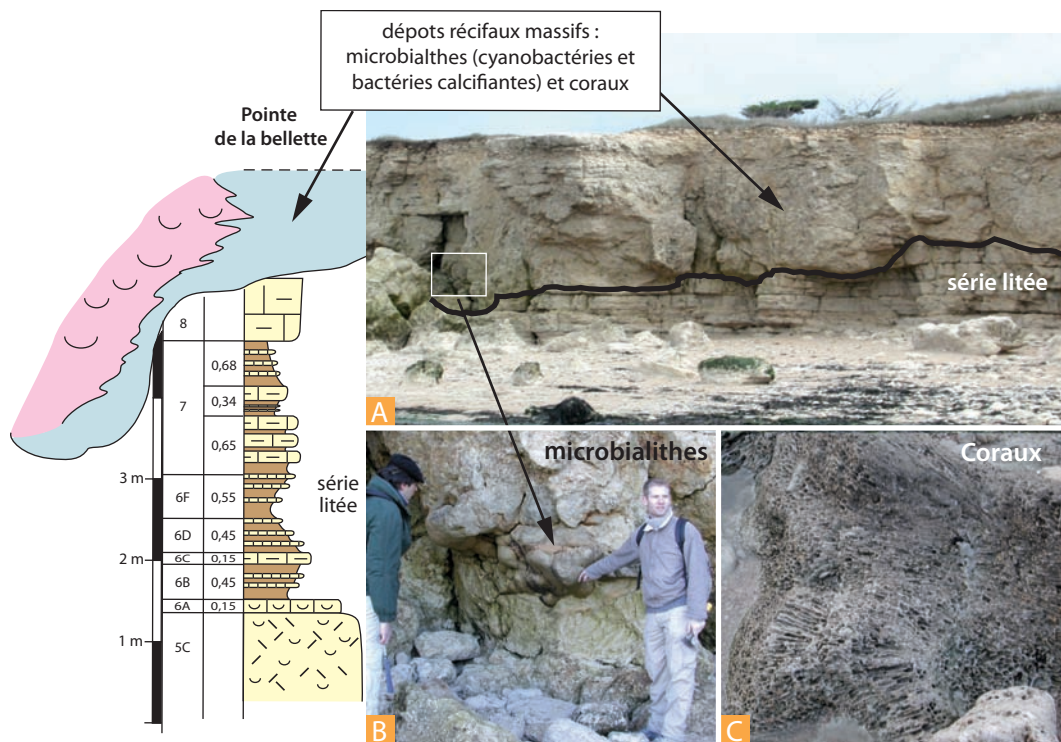 dépots récifaux massifs :
microbialthes (cyanobactéries et
bactéries calcifiantes) et coraux
Pointe
de la bellette
8
0,68
7
0,34
0,65
3 m
6F
0,55
série
litée
6D
0,45
2 m
6C
0,15
6B
0,45
6A
0,15
1 m
5C
série litée
A
microbialithes
B
Coraux
C